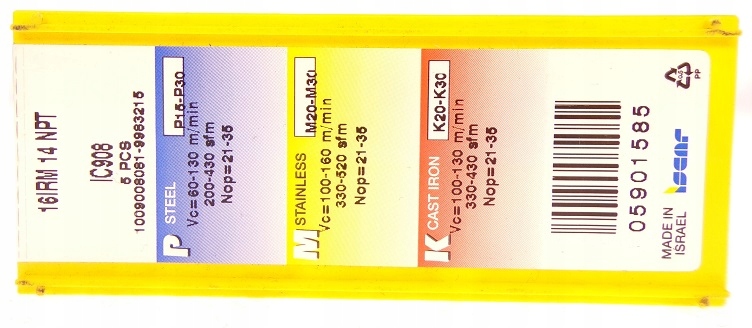 16IRM 14 NPT
IC908
5 PCS
1009008081-9983215
P STEEL
P15-P30
Vc=60-130 m/min
200-430 sfm
Nop=21-35
M STAINLESS
M20-M30
Vc=100-160 m/min
330-520 sfm
Nop=21-35
K CAST IRON
K20-K30
Vc=100-130 m/min
330-430 sfm
Nop=21-35
05901585
MADE IN
ISRAEL
iscar
PP